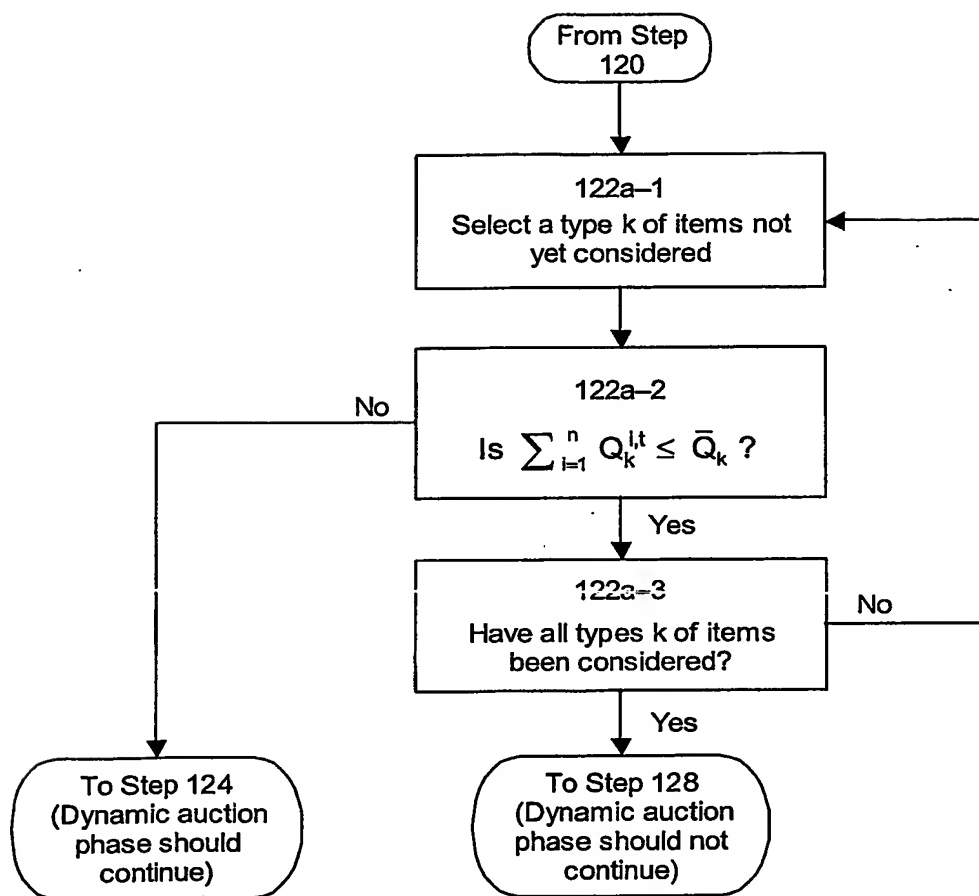 From Step
120
122a–1
Select a type k of items not
yet considered
No
122a–2
Is ∑ⁿᵢ₌₁ Qₖⁱ,ᵗ ≤ Q̄ₖ ?
Yes
122a–3
No
Have all types k of items
been considered?
Yes
To Step 124
(Dynamic auction
phase should
continue)
To Step 128
(Dynamic auction
phase should not
continue)